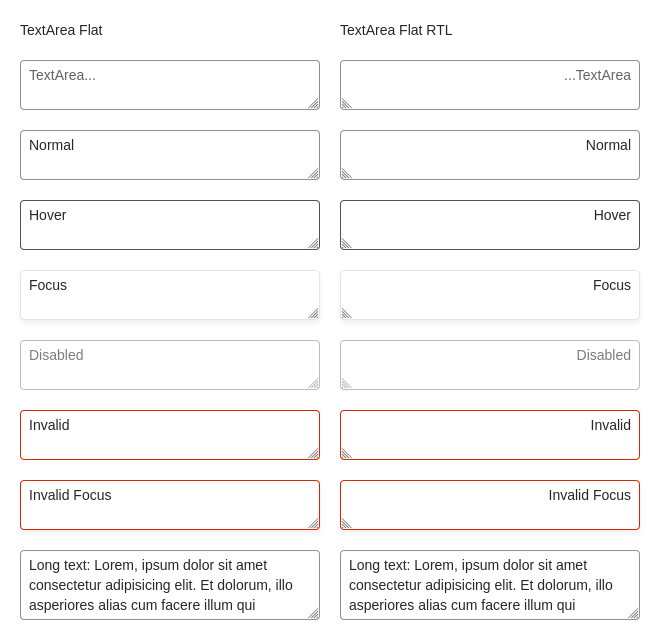 TextArea Flat
TextArea Flat RTL
TextArea...
...TextArea
Normal
Normal
Hover
Hover
Focus
Focus
Disabled
Disabled
Invalid
Invalid
Invalid Focus
Invalid Focus
Long text: Lorem, ipsum dolor sit amet
consectetur adipisicing elit. Et dolorum, illo
asperiores alias cum facere illum qui
Long text: Lorem, ipsum dolor sit amet
consectetur adipisicing elit. Et dolorum, illo
asperiores alias cum facere illum qui